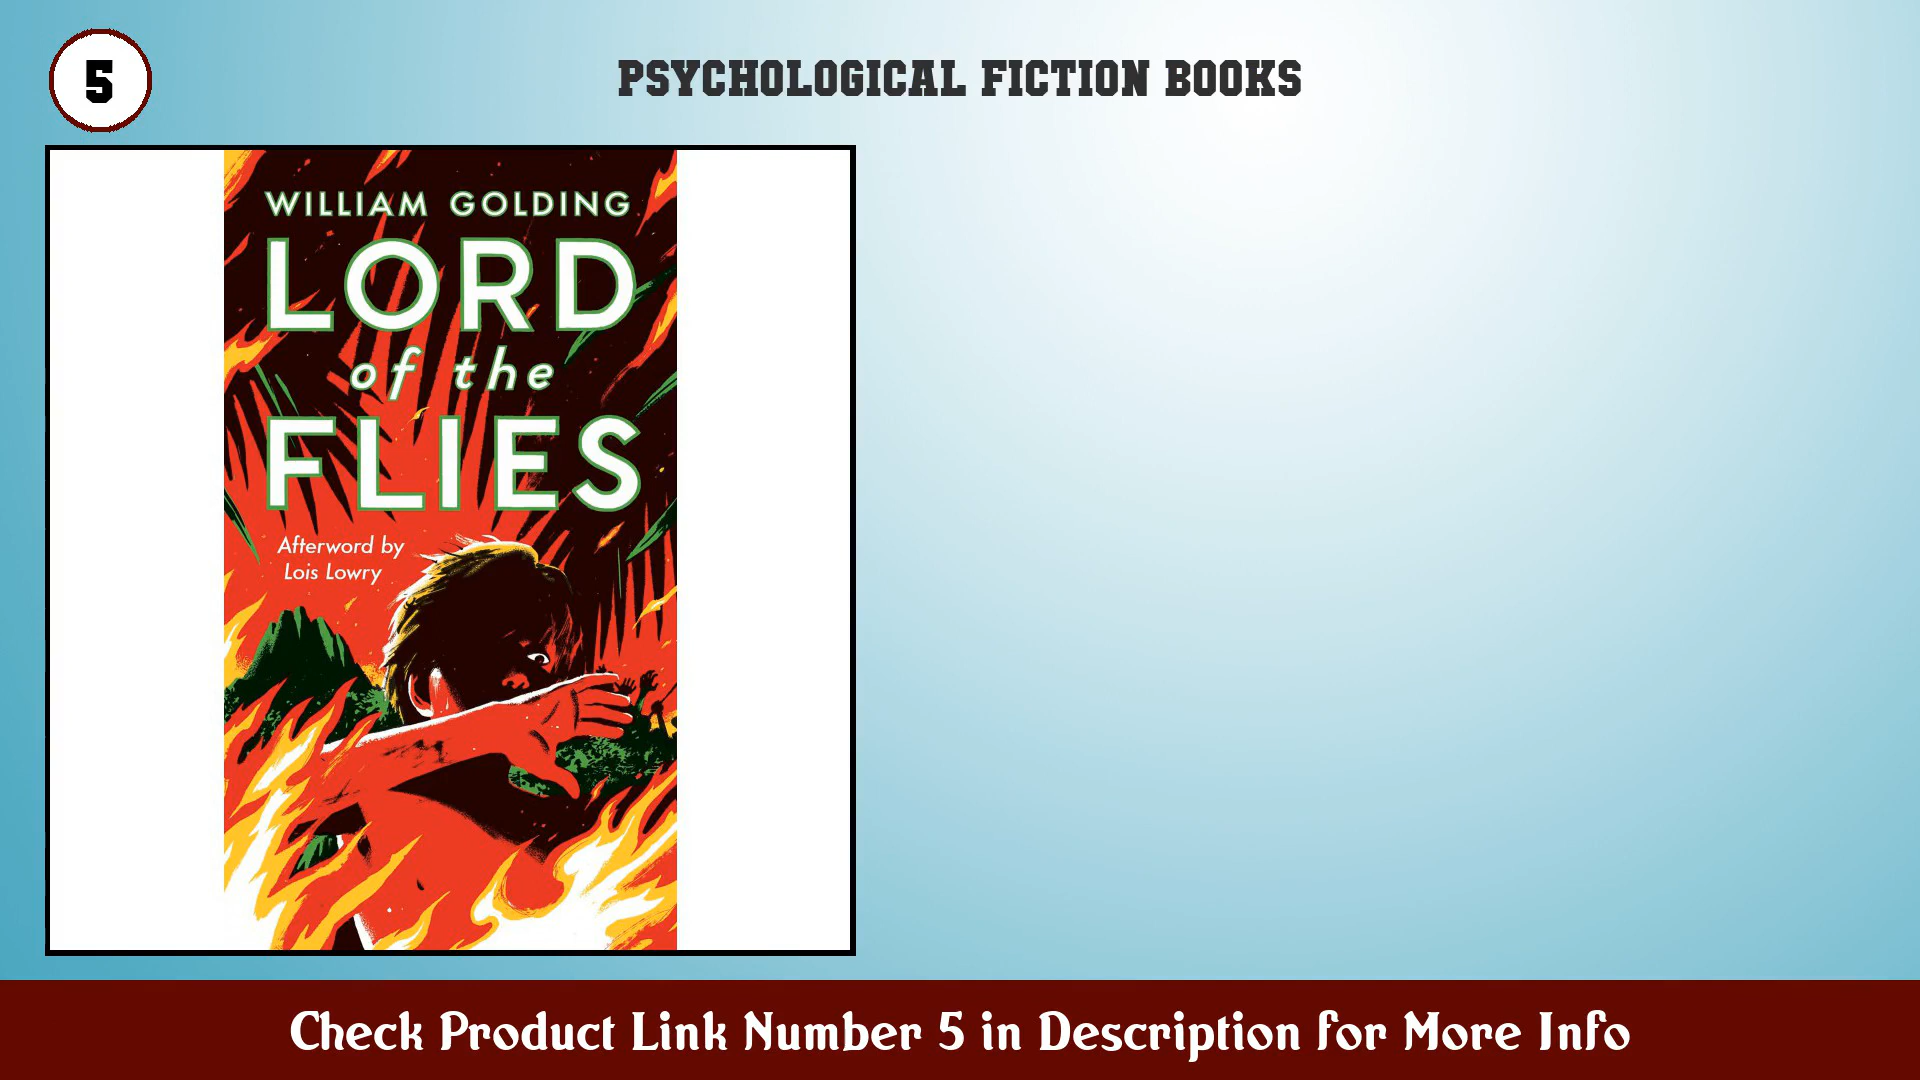 5
PSYCHOLOGICAL FICTION BOOKS
WILLIAM GOLDING
LORD
of the
FLIES
Afterword by
Lois Lowry
Check Product Link Number 5 in Description for More Info